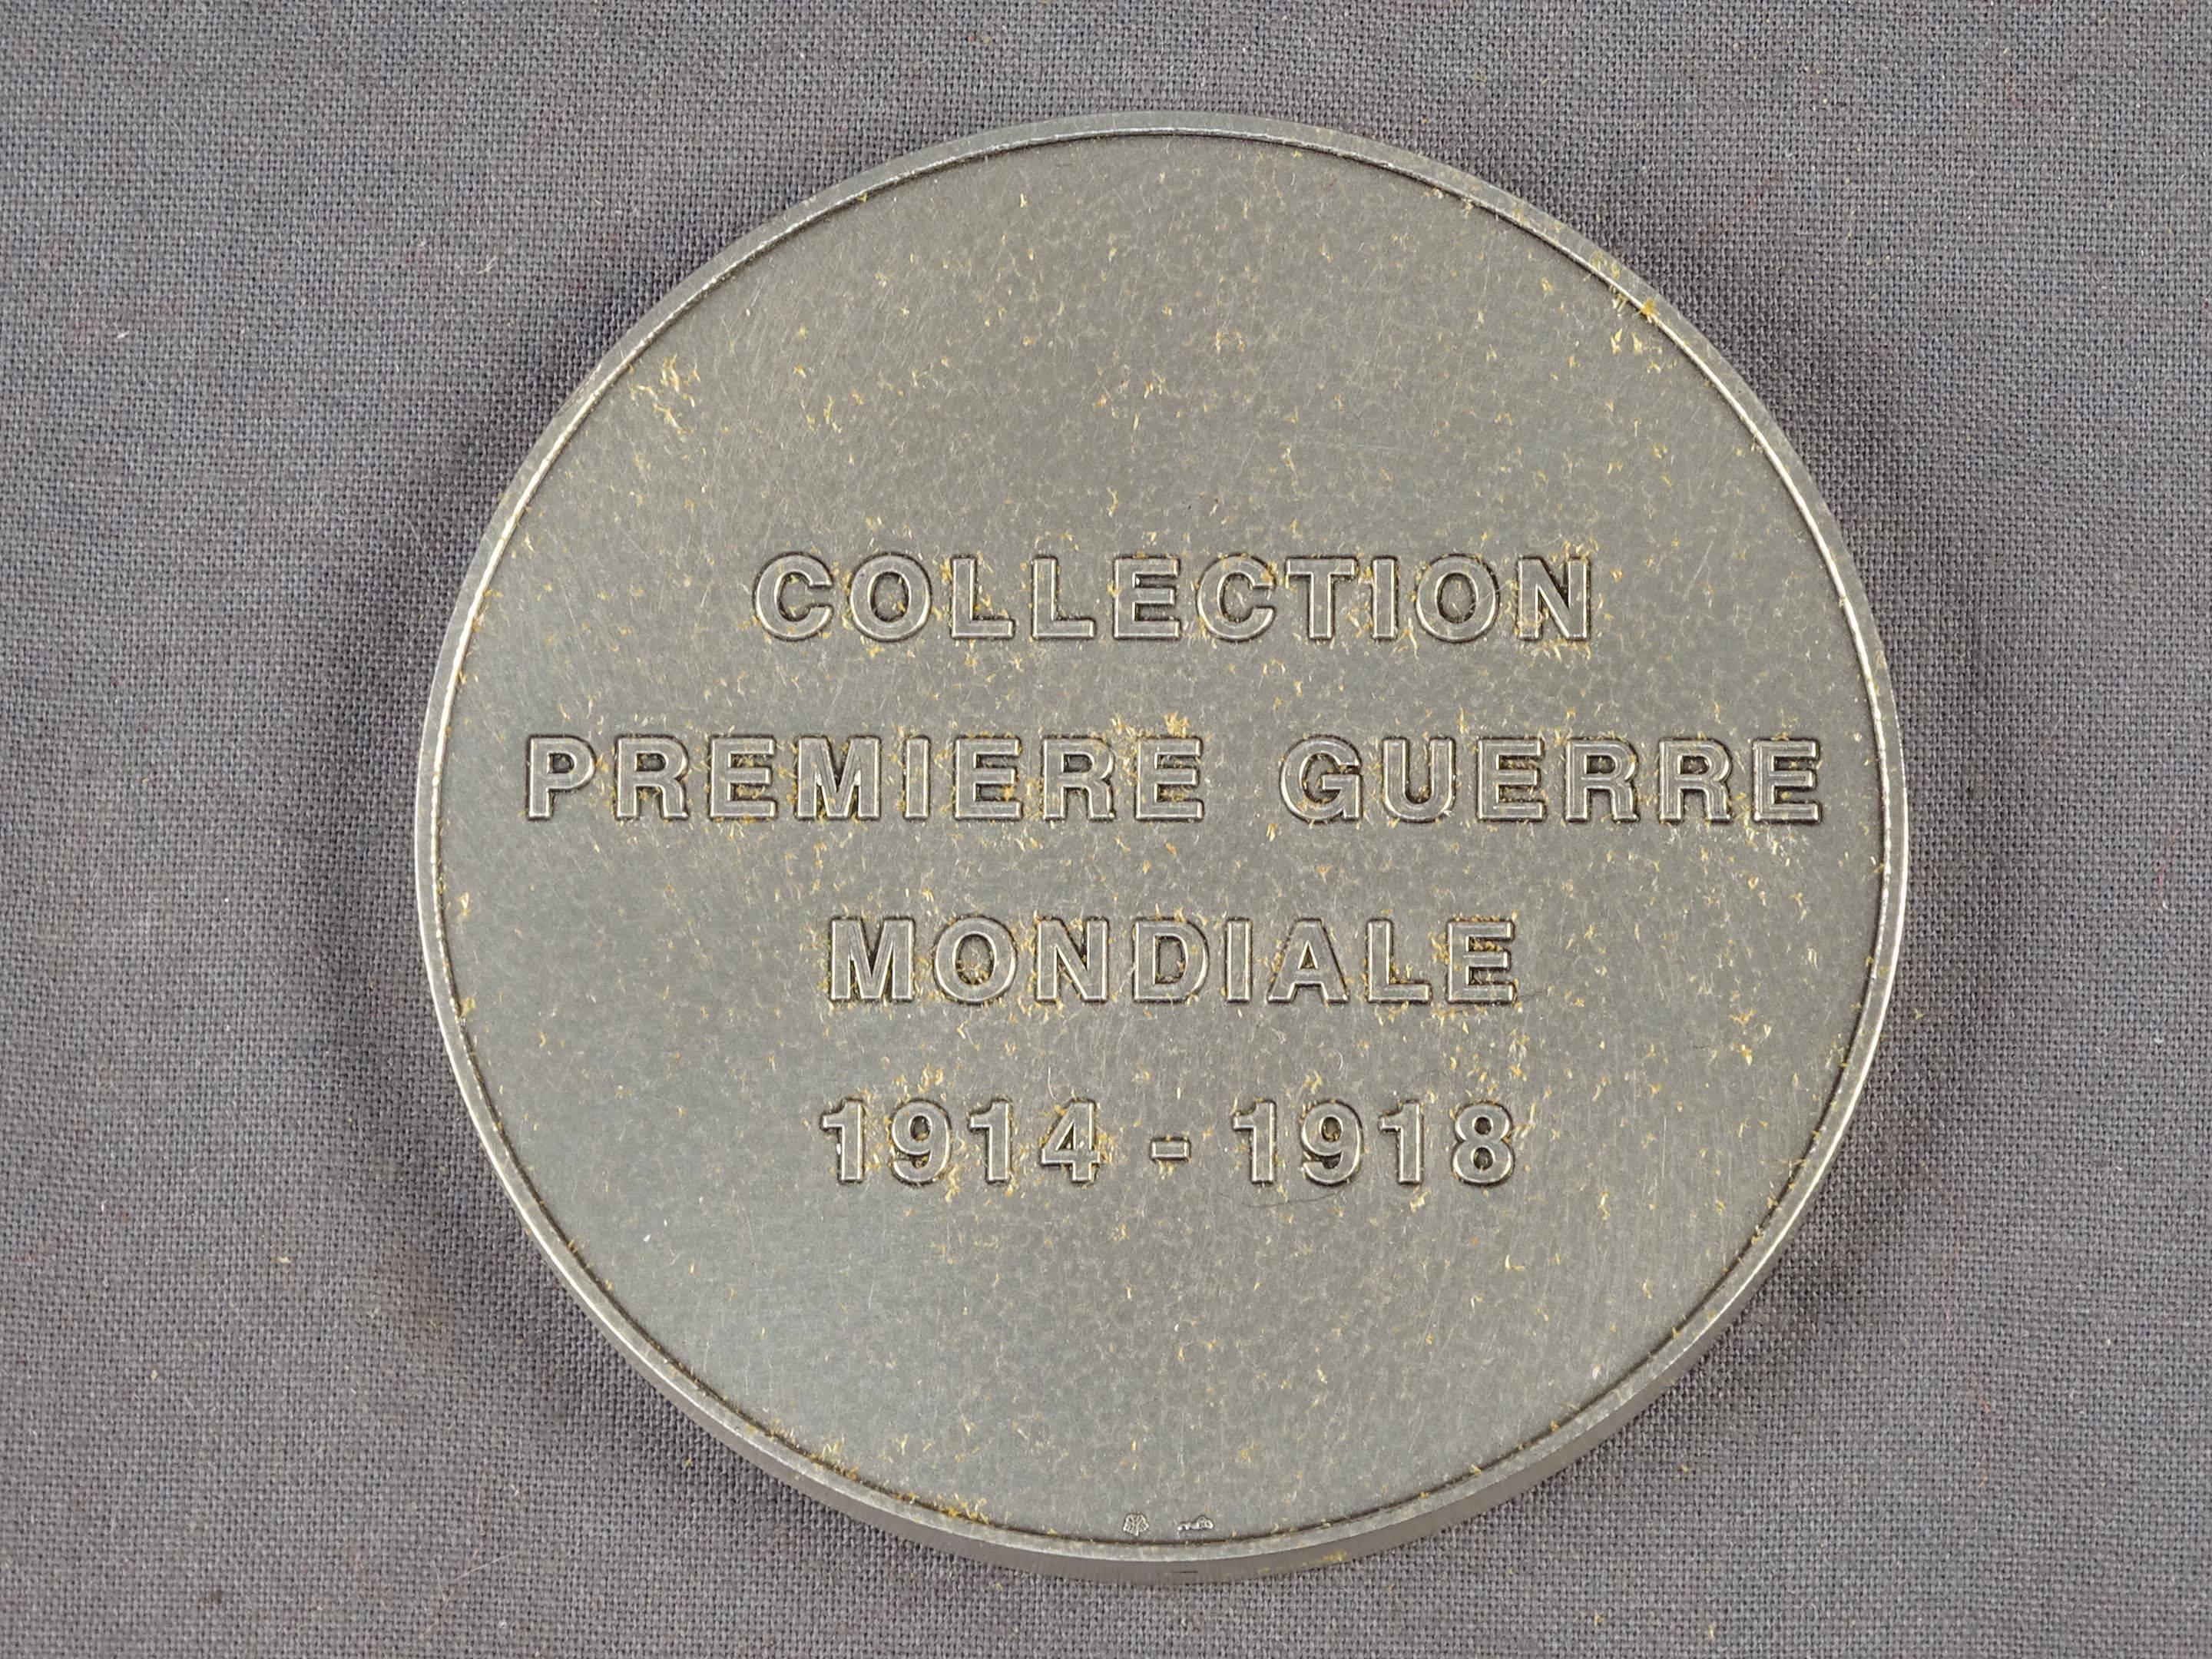 COLLECTION
PREMIERE GUERRE
MONDIALE
1914 - 1918